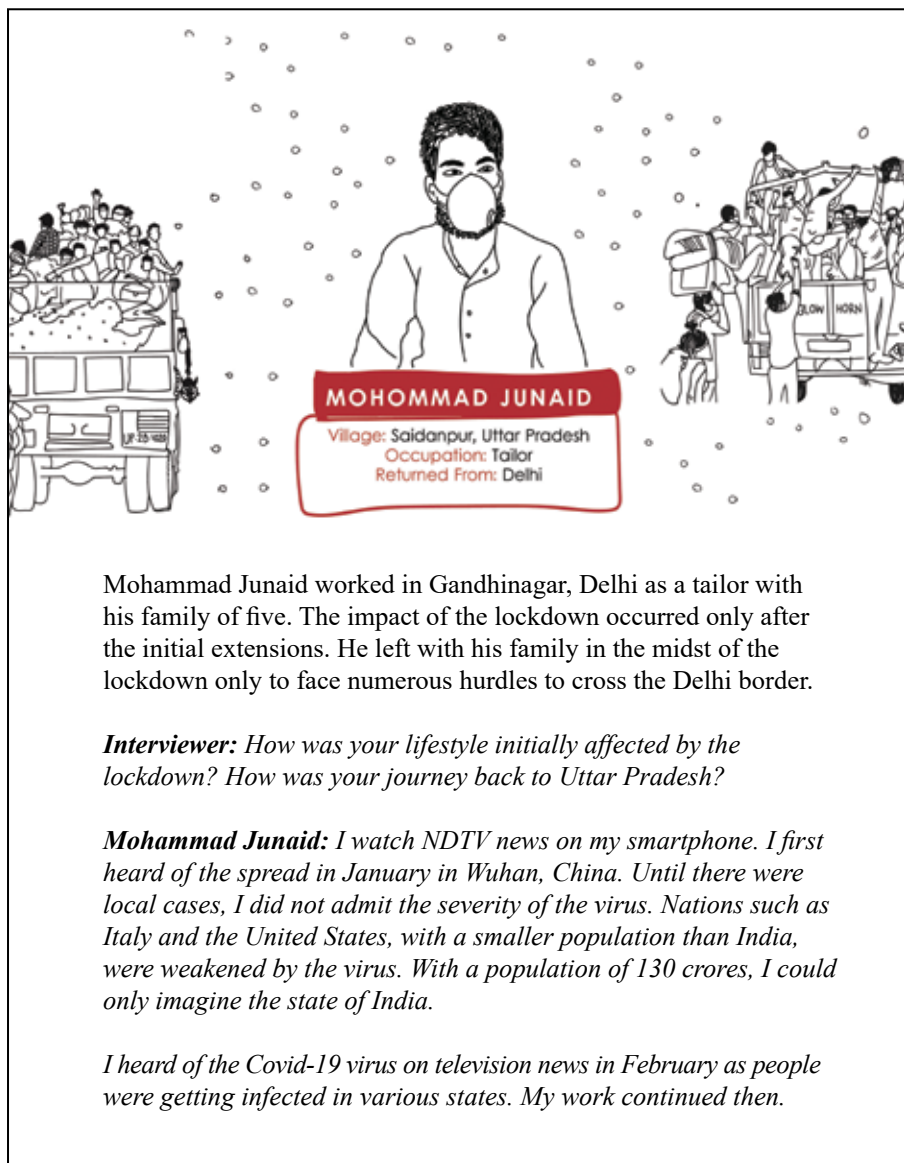 BLOW HORN
MOHOMMAD JUNAID
Village: Saidanpur, Uttar Pradesh
Occupation: Tailor
Returned From: Delhi
Mohammad Junaid worked in Gandhinagar, Delhi as a tailor with
his family of five. The impact of the lockdown occurred only after
the initial extensions. He left with his family in the midst of the
lockdown only to face numerous hurdles to cross the Delhi border.
Interviewer: How was your lifestyle initially affected by the
lockdown? How was your journey back to Uttar Pradesh?
Mohammad Junaid: I watch NDTV news on my smartphone. I first
heard of the spread in January in Wuhan, China. Until there were
local cases, I did not admit the severity of the virus. Nations such as
Italy and the United States, with a smaller population than India,
were weakened by the virus. With a population of 130 crores, I could
only imagine the state of India.
I heard of the Covid-19 virus on television news in February as people
were getting infected in various states. My work continued then.